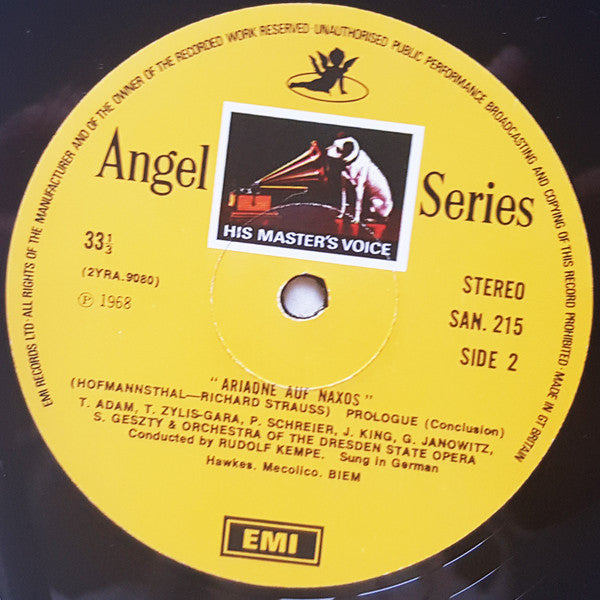 EMI RECORDS LTD·ALL RIGHTS OF THE MANUFACTURER AND OF THE OWNER OF THE RECORDED WORK RESERVED·UNAUTHORISED PUBLIC PERFORMANCE BROADCASTING AND COPYING OF THIS RECORD PROHIBITED MADE IN GT BRITAIN
Angel Series
HIS MASTER'S VOICE
33⅓
(2YRA.9080)
℗ 1968
STEREO
SAN. 215
SIDE 2
"ARIADNE AUF NAXOS"
(HOFMANNSTHAL—RICHARD STRAUSS) PROLOGUE (Conclusion)
T. ADAM, T. ZYLIS-GARA, P. SCHREIER, J. KING, G. JANOWITZ,
S. GESZTY & ORCHESTRA OF THE DRESDEN STATE OPERA
Conducted by RUDOLF KEMPE. Sung in German
Hawkes. Mecolico. BIEM
EMI